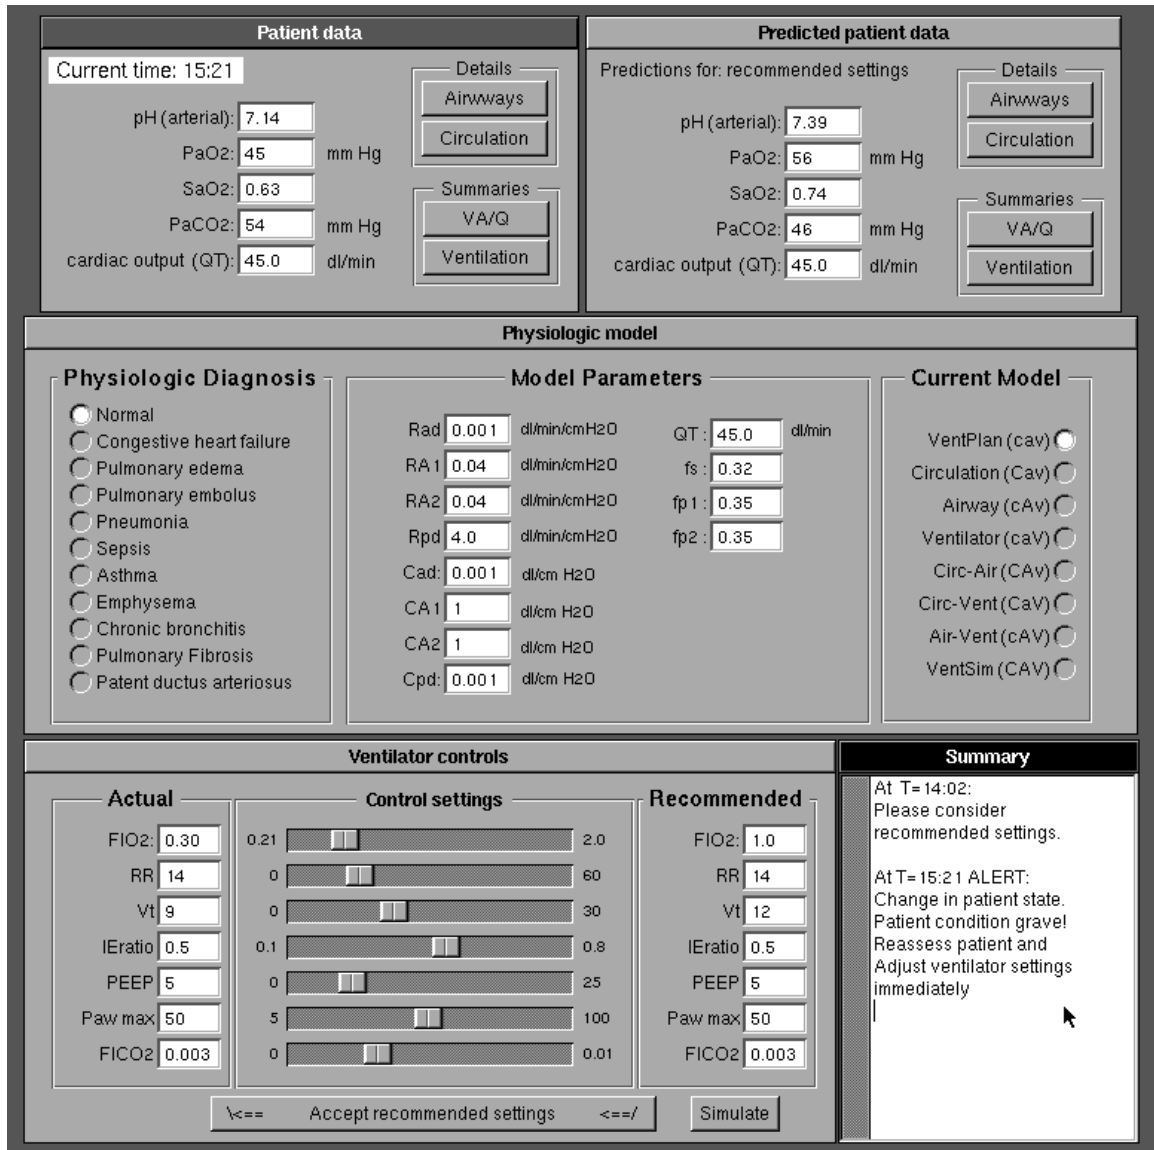 Patient data
Current time: 15:21
pH (arterial): 7.14
PaO2: 45 mm Hg
SaO2: 0.63
PaCO2: 54 mm Hg
cardiac output (QT): 45.0 dl/min
Details
Airwways
Circulation
Summaries
VA/Q
Ventilation
Predicted patient data
Predictions for: recommended settings
pH (arterial): 7.39
PaO2: 56 mm Hg
SaO2: 0.74
PaCO2: 46 mm Hg
cardiac output (QT): 45.0 dl/min
Details
Airwways
Circulation
Summaries
VA/Q
Ventilation
Physiologic model
Physiologic Diagnosis
Normal
Congestive heart failure
Pulmonary edema
Pulmonary embolus
Pneumonia
Sepsis
Asthma
Emphysema
Chronic bronchitis
Pulmonary Fibrosis
Patent ductus arteriosus
Model Parameters
Rad 0.001 dl/min/cmH2O
RA1 0.04 dl/min/cmH2O
RA2 0.04 dl/min/cmH2O
Rpd 4.0 dl/min/cmH2O
Cad: 0.001 dl/cm H2O
CA1 1 dl/cm H2O
CA2 1 dl/cm H2O
Cpd: 0.001 dl/cm H2O
QT : 45.0 dl/min
fs : 0.32
fp1 : 0.35
fp2 : 0.35
Current Model
VentPlan (cav)
Circulation (Cav)
Airway (cAv)
Ventilator (caV)
Circ-Air (CAv)
Circ-Vent (CaV)
Air-Vent (cAV)
VentSim (CAV)
Ventilator controls
Actual
FIO2: 0.30
RR 14
Vt 9
IEratio 0.5
PEEP 5
Paw max 50
FICO2 0.003
Control settings
0.21 2.0
0 60
0 30
0.1 0.8
0 25
5 100
0 0.01
Recommended
FIO2: 1.0
RR 14
Vt 12
IEratio 0.5
PEEP 5
Paw max 50
FICO2 0.003
\<== Accept recommended settings <==/
Simulate
Summary
At T=14:02:
Please consider
recommended settings.
At T=15:21 ALERT:
Change in patient state.
Patient condition grave!
Reassess patient and
Adjust ventilator settings
immediately